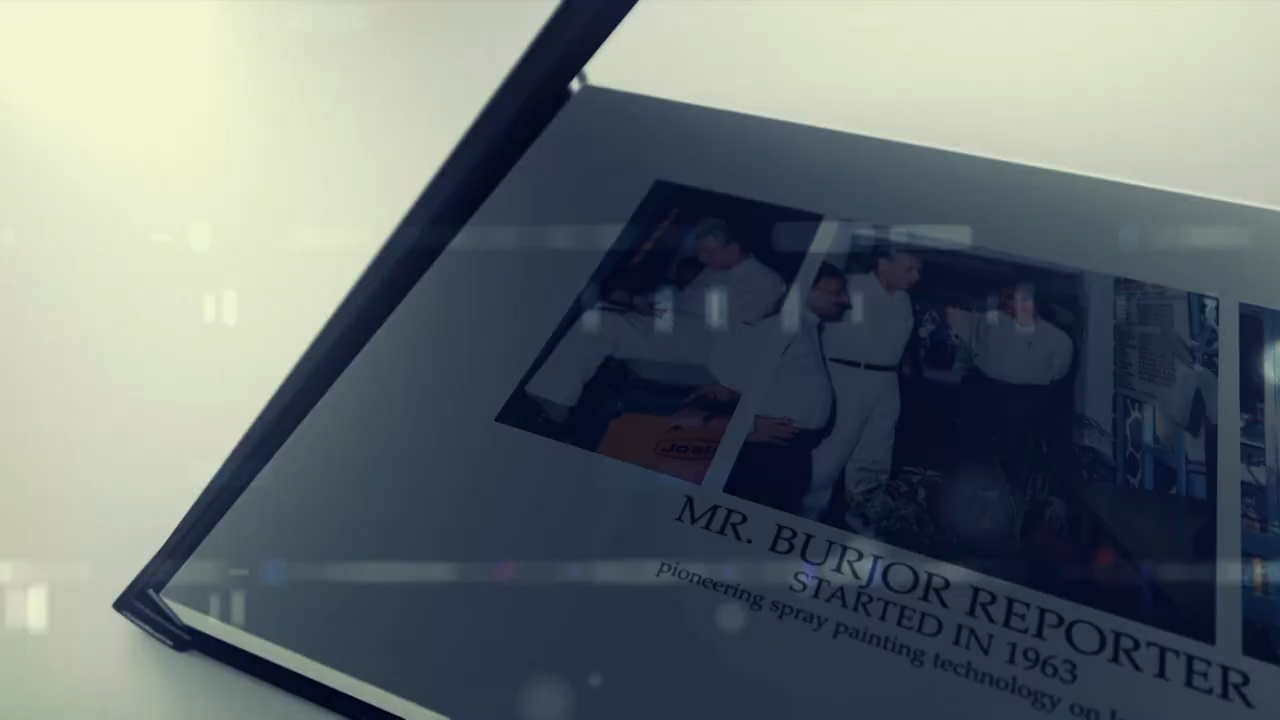 MR. BURJOR REPORTER
STARTED IN 1963
pioneering spray painting technology on